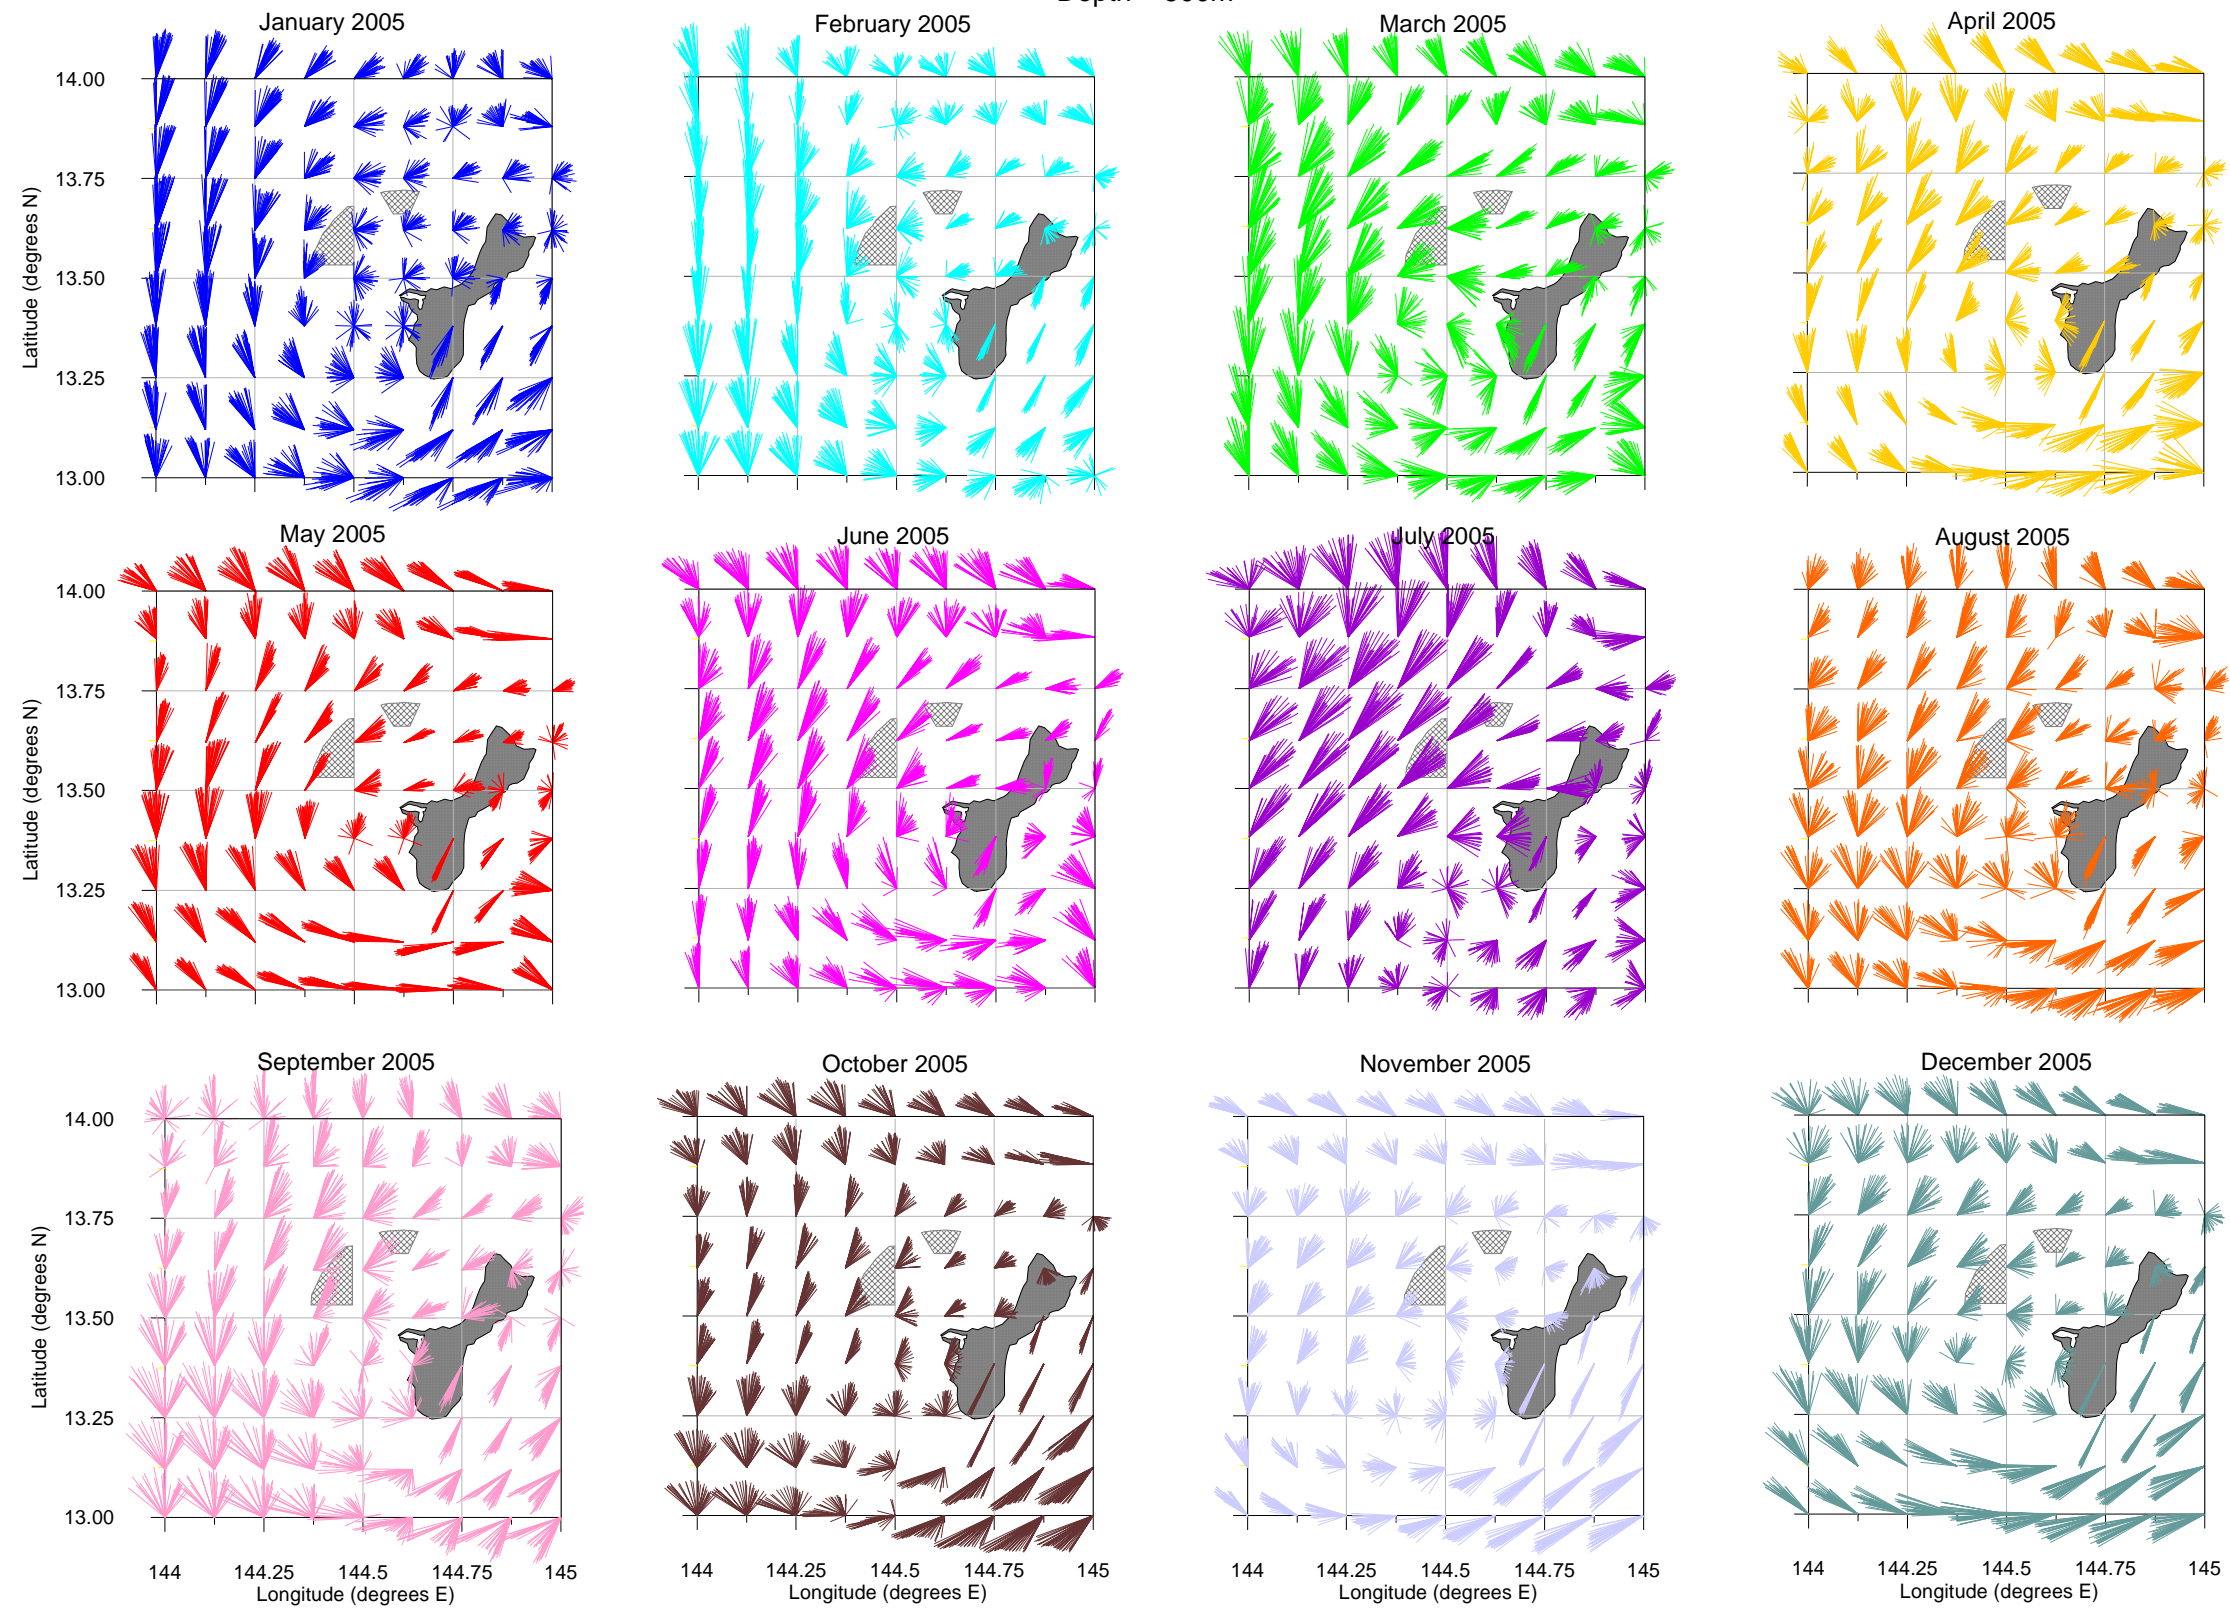 January 2005 February 2005 March 2005 April 2005
Latitude (degrees N)
14.00
13.75
13.50
13.25
13.00
May 2005 June 2005 July 2005 August 2005
Latitude (degrees N)
14.00
13.75
13.50
13.25
13.00
September 2005 October 2005 November 2005 December 2005
Latitude (degrees N)
14.00
13.75
13.50
13.25
13.00
144 144.25 144.5 144.75 145 144 144.25 144.5 144.75 145 144 144.25 144.5 144.75 145 144 144.25 144.5 144.75 145
Longitude (degrees E) Longitude (degrees E) Longitude (degrees E) Longitude (degrees E)